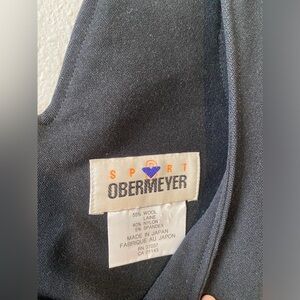 SPORT
OBERMEYER
55% WOOL
LAINE
40% NYLON
5% SPANDEX
MADE IN JAPAN
FABRIQUE AU JAPON